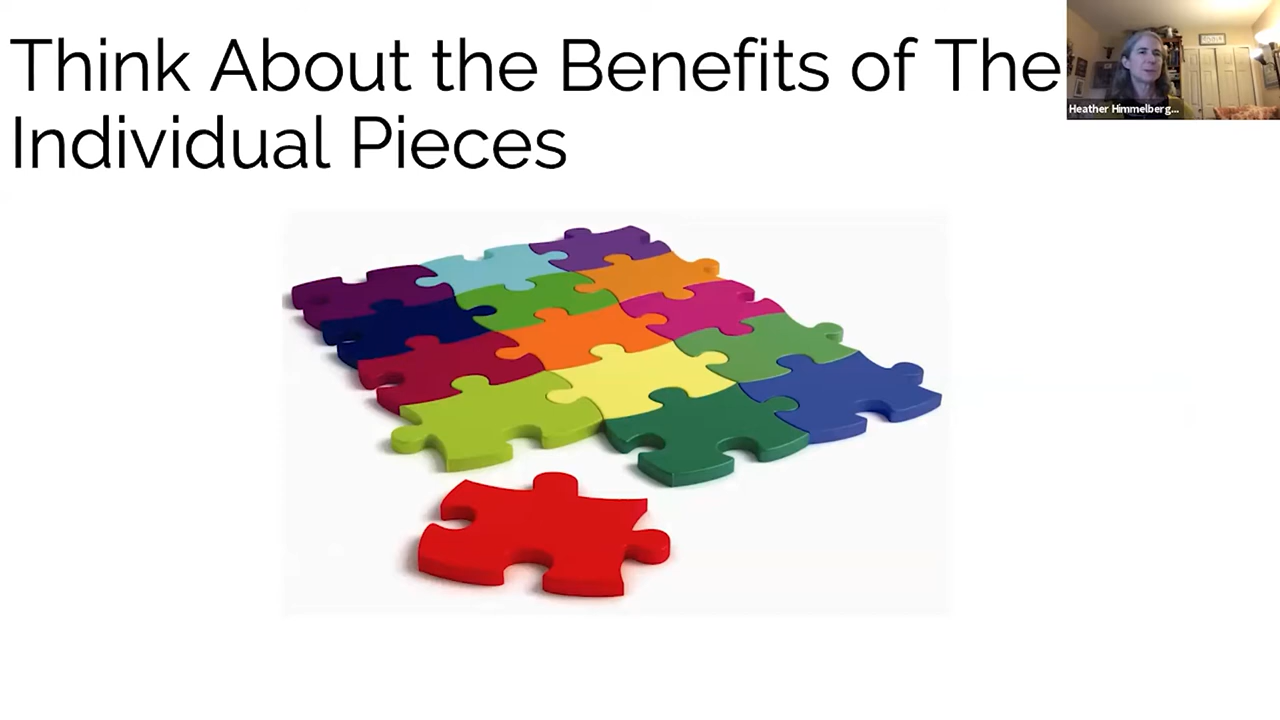 Think About the Benefits of The
Individual Pieces
Heather Himmelberg...